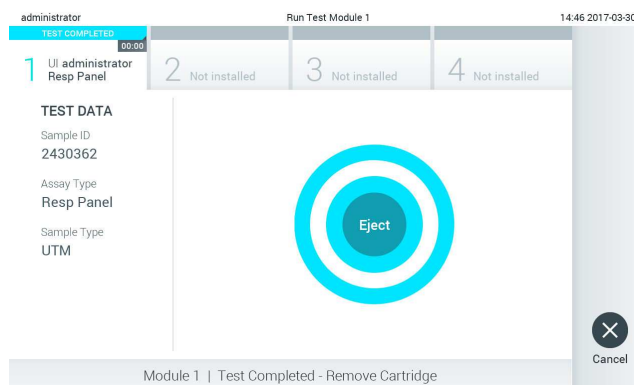 administrator
Run Test Module 1
14:46 2017-03-30
TEST COMPLETED
00:00
1
UI administrator
Resp Panel
2 Not installed
3 Not installed
4 Not installed
TEST DATA
Sample ID
2430362
Assay Type
Resp Panel
Sample Type
UTM
Eject
Cancel
Module 1 | Test Completed - Remove Cartridge